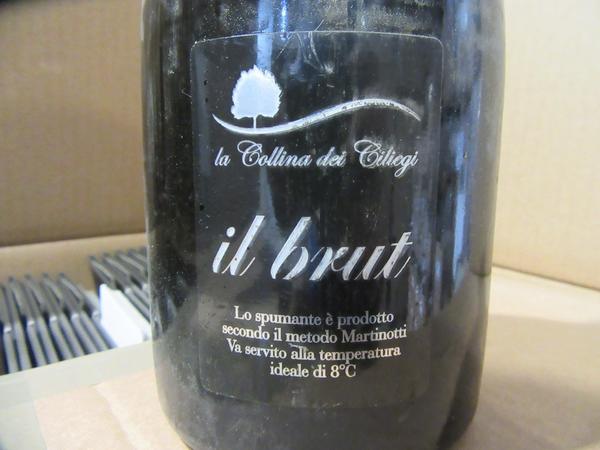 la Collina dei Ciliegi
il brut
Lo spumante è prodotto
secondo il metodo Martinotti
Va servito alla temperatura
ideale di 8°C